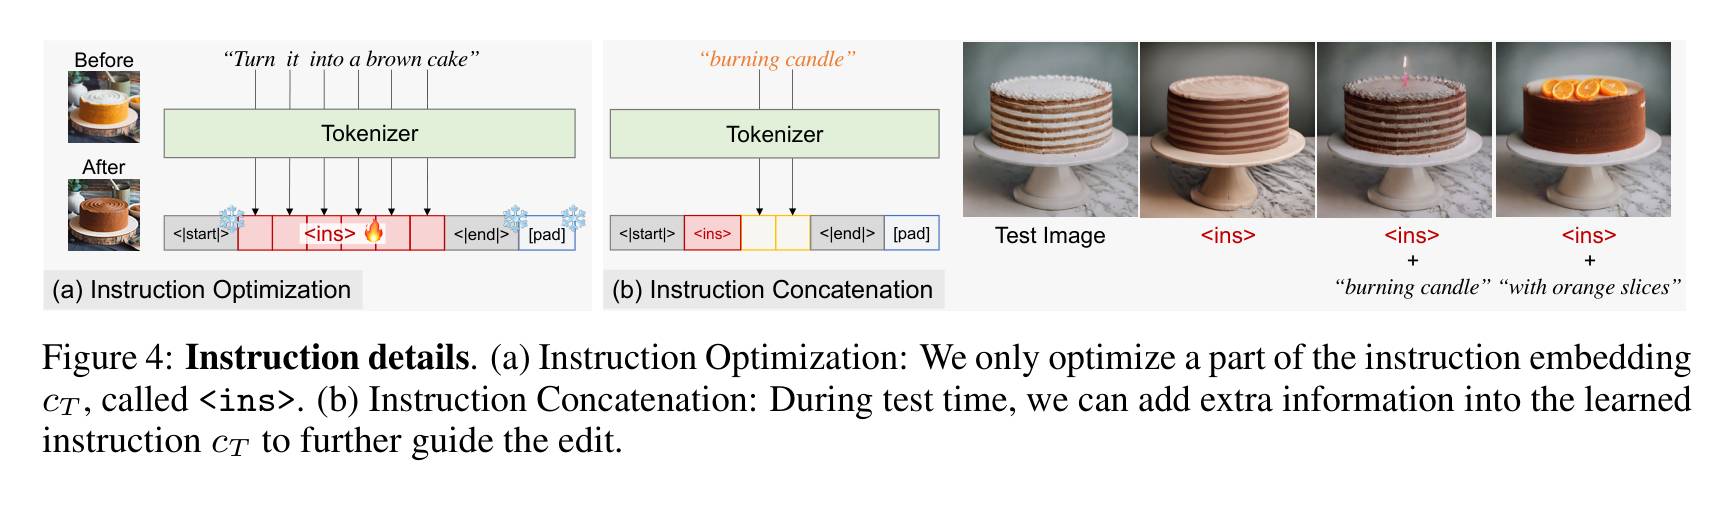 Before
“Turn it into a brown cake”
Tokenizer
After
<|start|> <ins> <|end|> [pad]
(a) Instruction Optimization
“burning candle”
Tokenizer
<|start|> <ins> <|end|> [pad]
(b) Instruction Concatenation
Test Image
<ins>
<ins>
+
“burning candle”
<ins>
+
“with orange slices”
Figure 4: Instruction details. (a) Instruction Optimization: We only optimize a part of the instruction embedding
c_T, called <ins>. (b) Instruction Concatenation: During test time, we can add extra information into the learned
instruction c_T to further guide the edit.